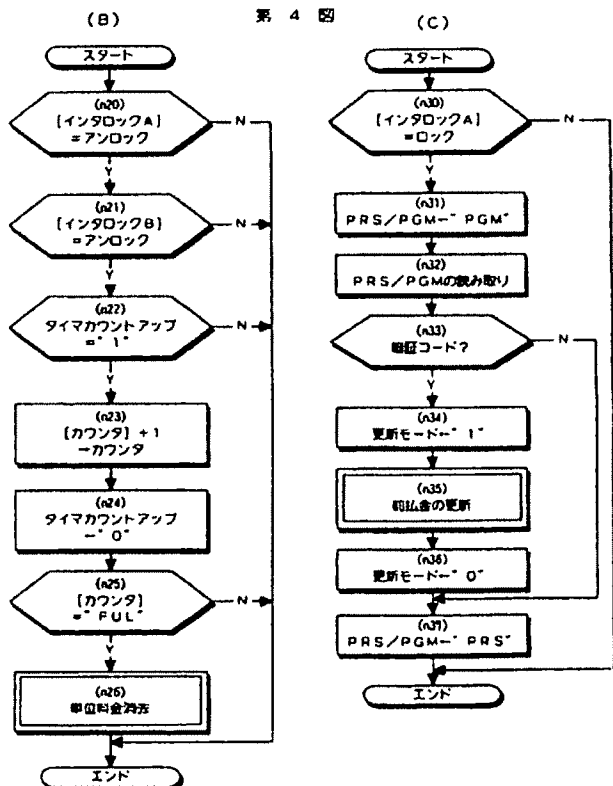 第 4 図
(B)
スタート
(n20)
[インタロックA]
=アンロック
N
Y
(n21)
[インタロックB]
=アンロック
N
Y
(n22)
タイマカウントアップ
="1"
N
Y
(n23)
[カウンタ]+1
→カウンタ
(n24)
タイマカウントアップ
←"0"
(n25)
[カウンタ]
="FUL"
N
Y
(n26)
単位料金消去
エンド
(C)
スタート
(n30)
[インタロックA]
=ロック
N
Y
(n31)
PRS/PGM←"PGM"
(n32)
PRS/PGMの読み取り
(n33)
暗証コード?
N
Y
(n34)
更新モード←"1"
(n35)
前払金の更新
(n36)
更新モード←"0"
(n37)
PRS/PGM←"PRS"
エンド